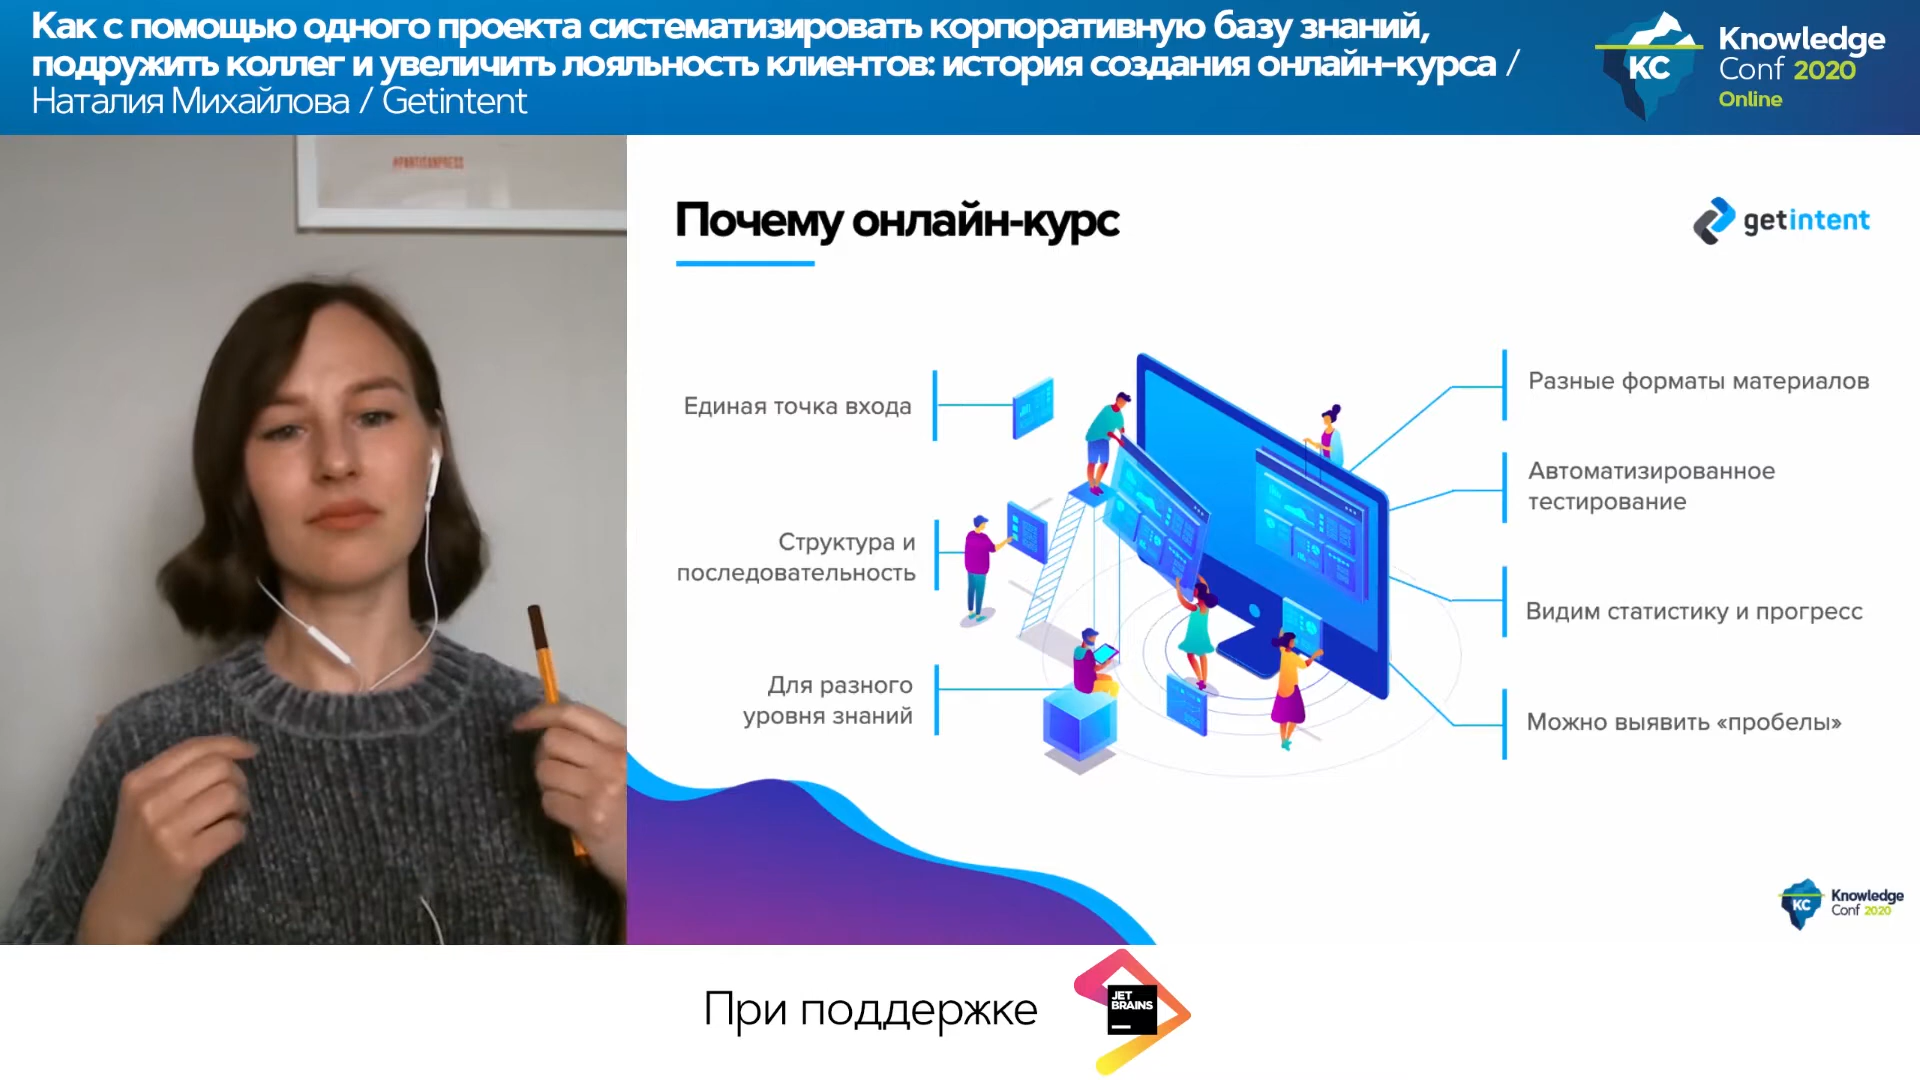 Как с помощью одного проекта систематизировать корпоративную базу знаний,
подружить коллег и увеличить лояльность клиентов: история создания онлайн-курса /
Наталия Михайлова / Getintent
KC
Knowledge
Conf 2020
Online
#PARTISANPRESS
Почему онлайн-курс
getintent
Единая точка входа
Структура и
последовательность
Для разного
уровня знаний
Разные форматы материалов
Автоматизированное
тестирование
Видим статистику и прогресс
Можно выявить «пробелы»
KC
Knowledge
Conf 2020
При поддержке
JET
BRAINS